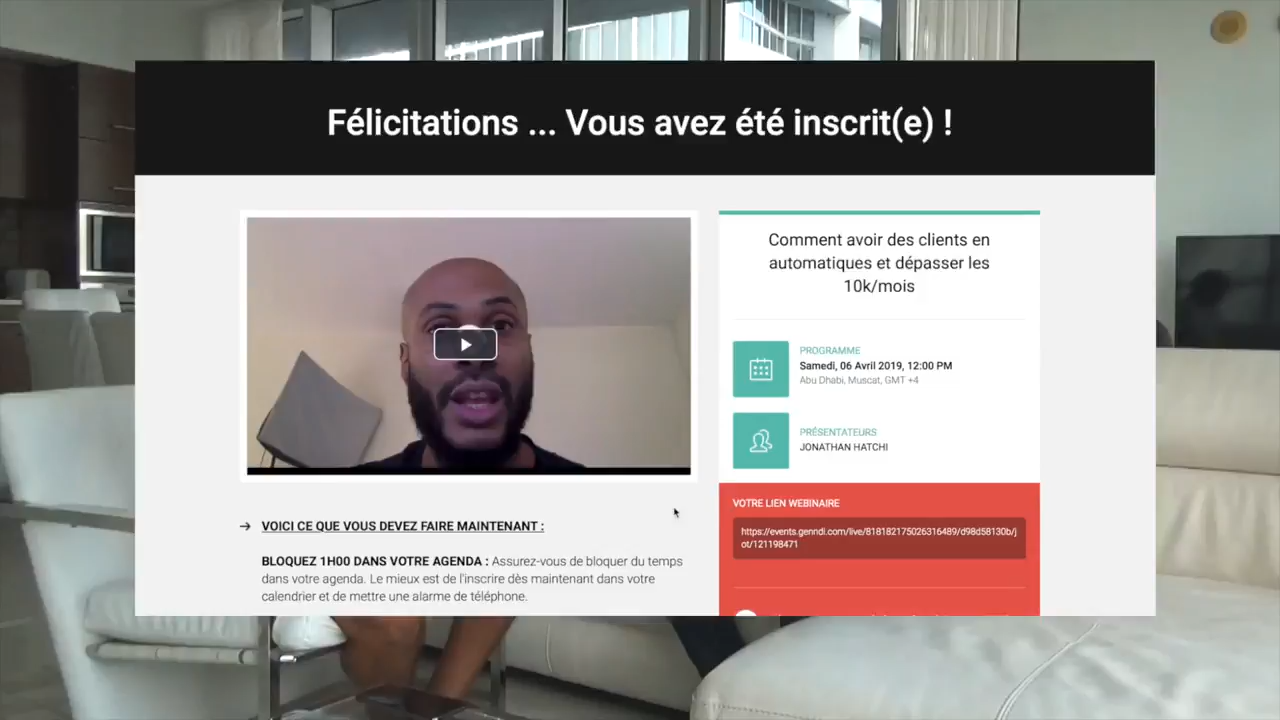 Félicitations ... Vous avez été inscrit(e) !
Comment avoir des clients en
automatiques et dépasser les
10k/mois
PROGRAMME
Samedi, 06 Avril 2019, 12:00 PM
Abu Dhabi, Muscat, GMT +4
PRÉSENTATEURS
JONATHAN HATCHI
VOTRE LIEN WEBINAIRE
https://events.genndi.com/live/818182175026316489/d98d58130b/j
ot/121198471
→ VOICI CE QUE VOUS DEVEZ FAIRE MAINTENANT :
BLOQUEZ 1H00 DANS VOTRE AGENDA : Assurez-vous de bloquer du temps
dans votre agenda. Le mieux est de l'inscrire dès maintenant dans votre
calendrier et de mettre une alarme de téléphone.